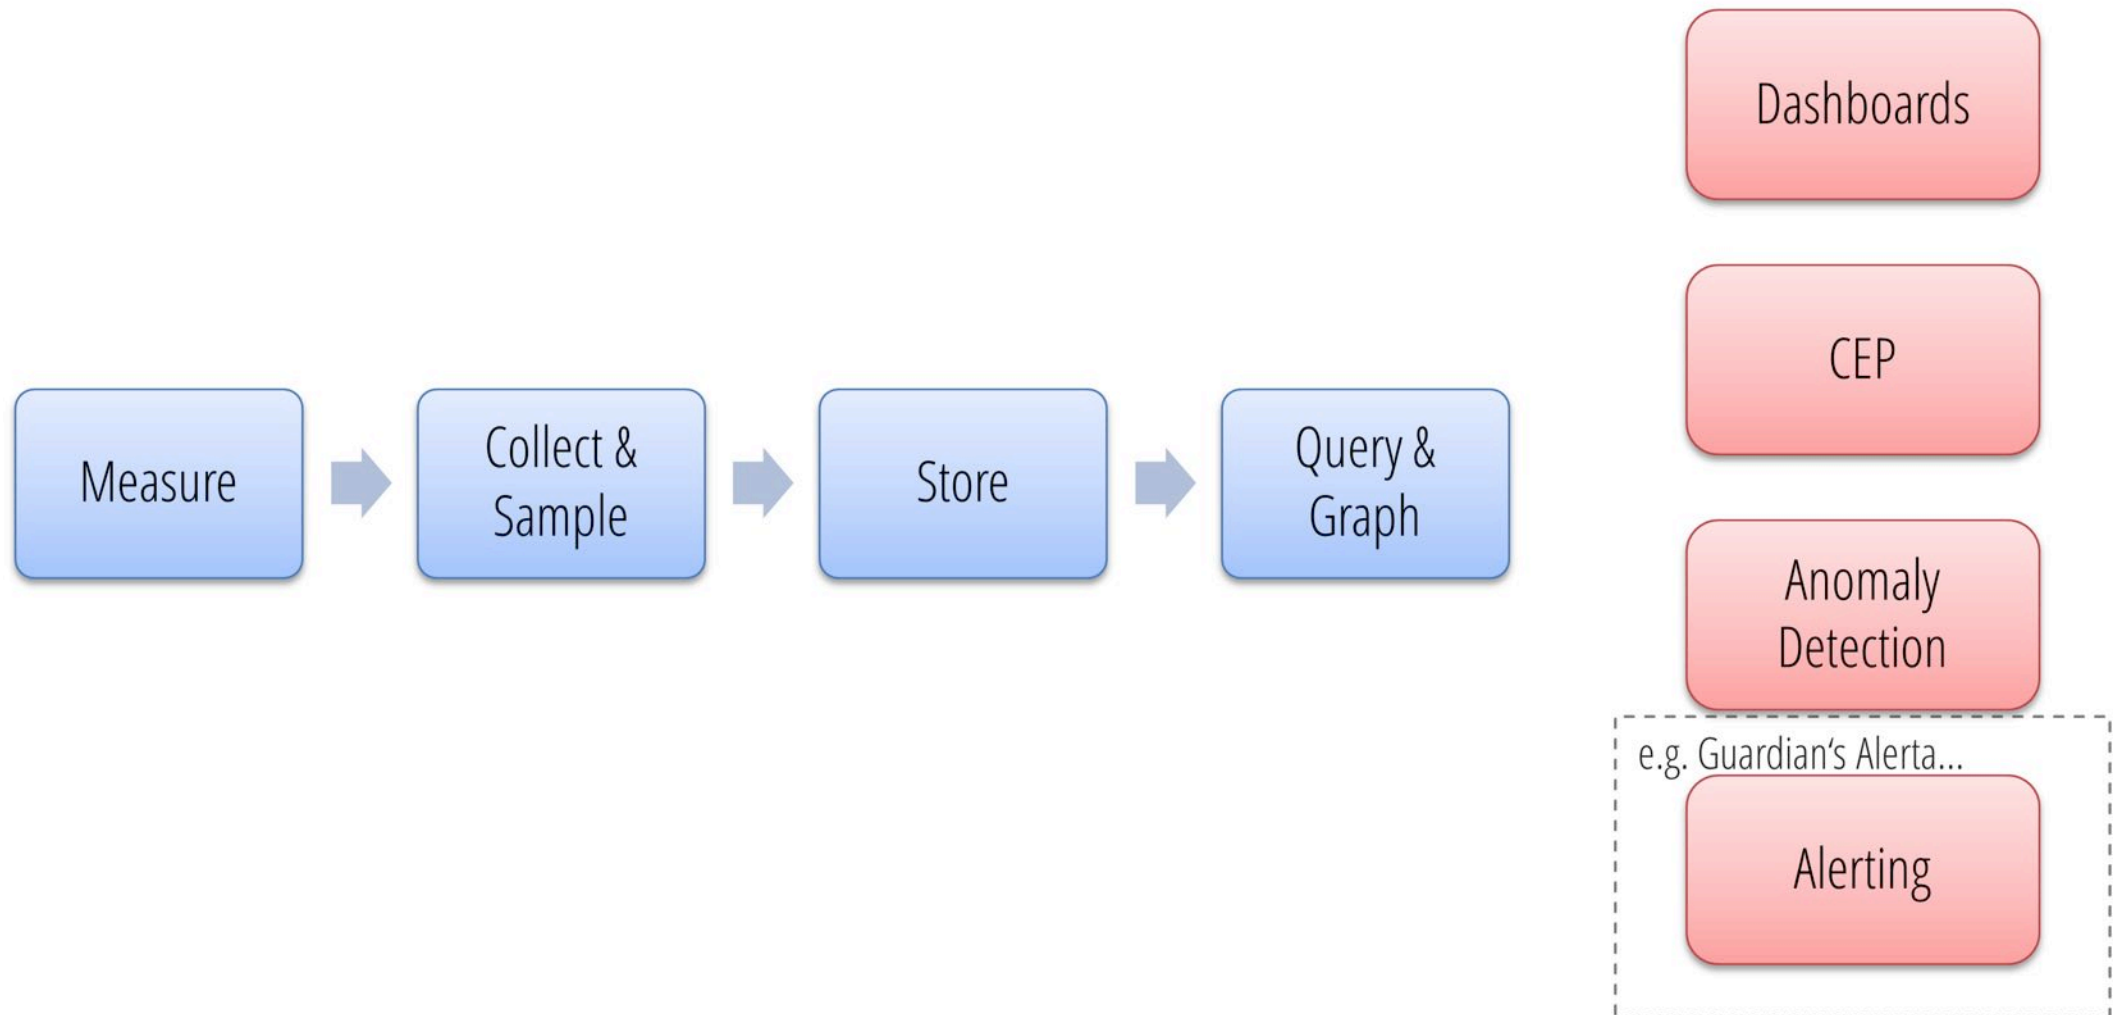 Measure
Collect &
Sample
Store
Query &
Graph
Dashboards
CEP
Anomaly
Detection
e.g. Guardian‘s Alerta...
Alerting